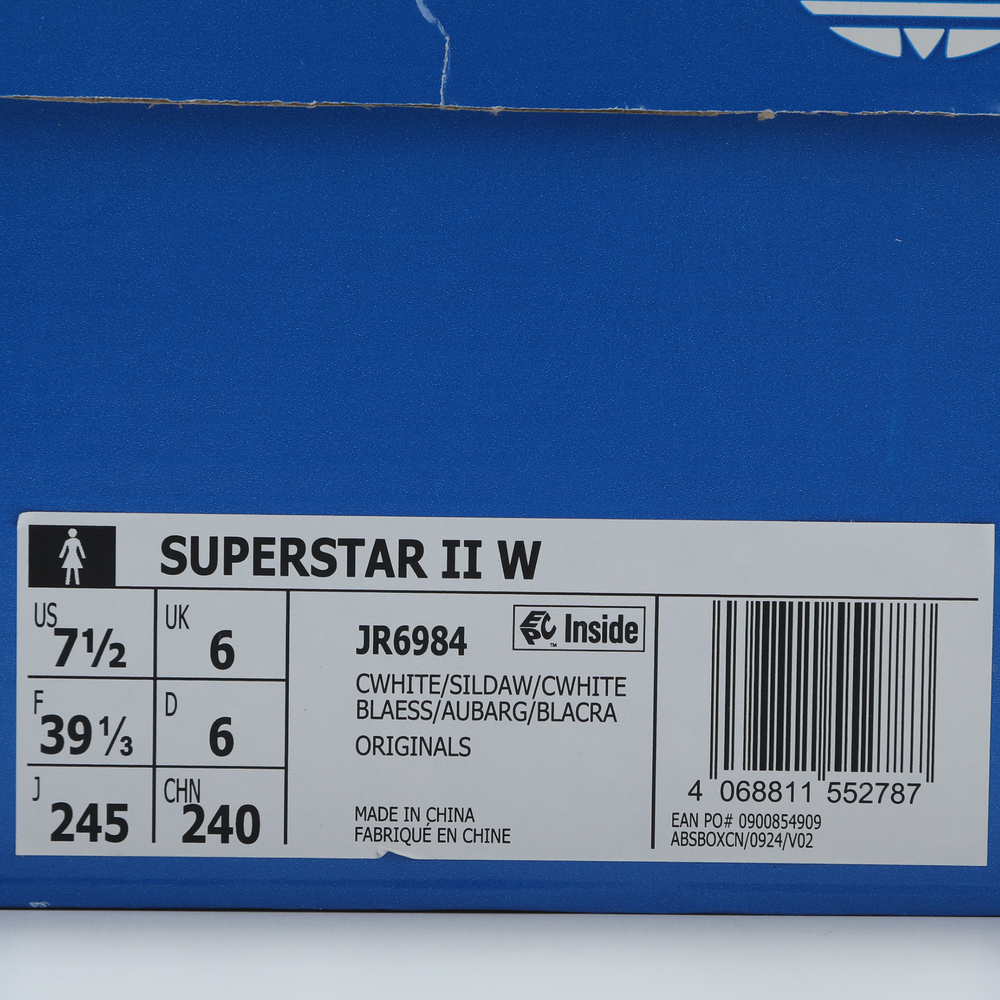 SUPERSTAR II W
US 7½
UK 6
F 39⅓
D 6
J 245
CHN 240
JR6984
EPC™ Inside
CWHITE/SILDAW/CWHITE
BLAESS/AUBARG/BLACRA
ORIGINALS
MADE IN CHINA
FABRIQUÉ EN CHINE
4 068811 552787
EAN PO# 0900854909
ABSBOXCN/0924/V02